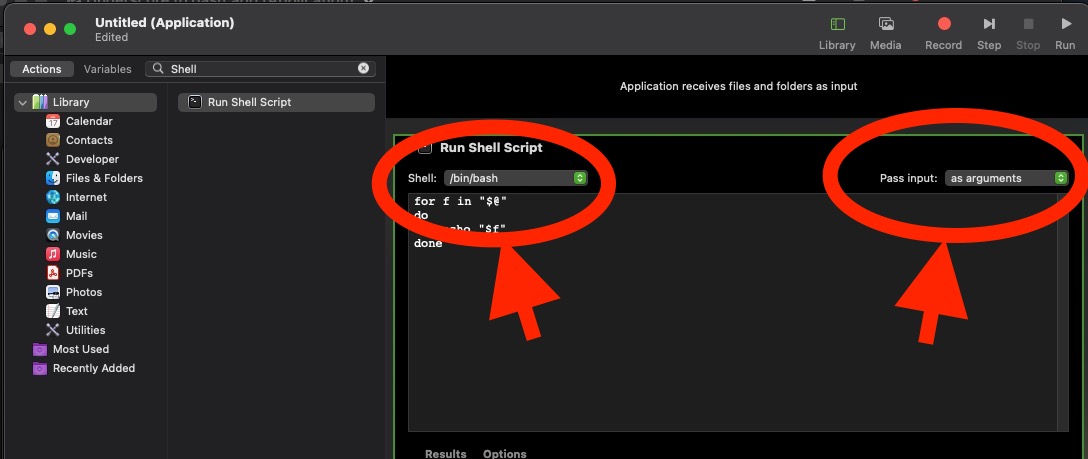 Untitled (Application)
Edited
Library
Media
Record
Step
Stop
Run
Actions
Variables
Shell
Library
Calendar
Contacts
Developer
Files & Folders
Internet
Mail
Movies
Music
PDFs
Photos
Text
Utilities
Most Used
Recently Added
Run Shell Script
Application receives files and folders as input
Run Shell Script
Shell: /bin/bash
Pass input: as arguments
for f in "$@"
do
"$f"
done
Results
Options